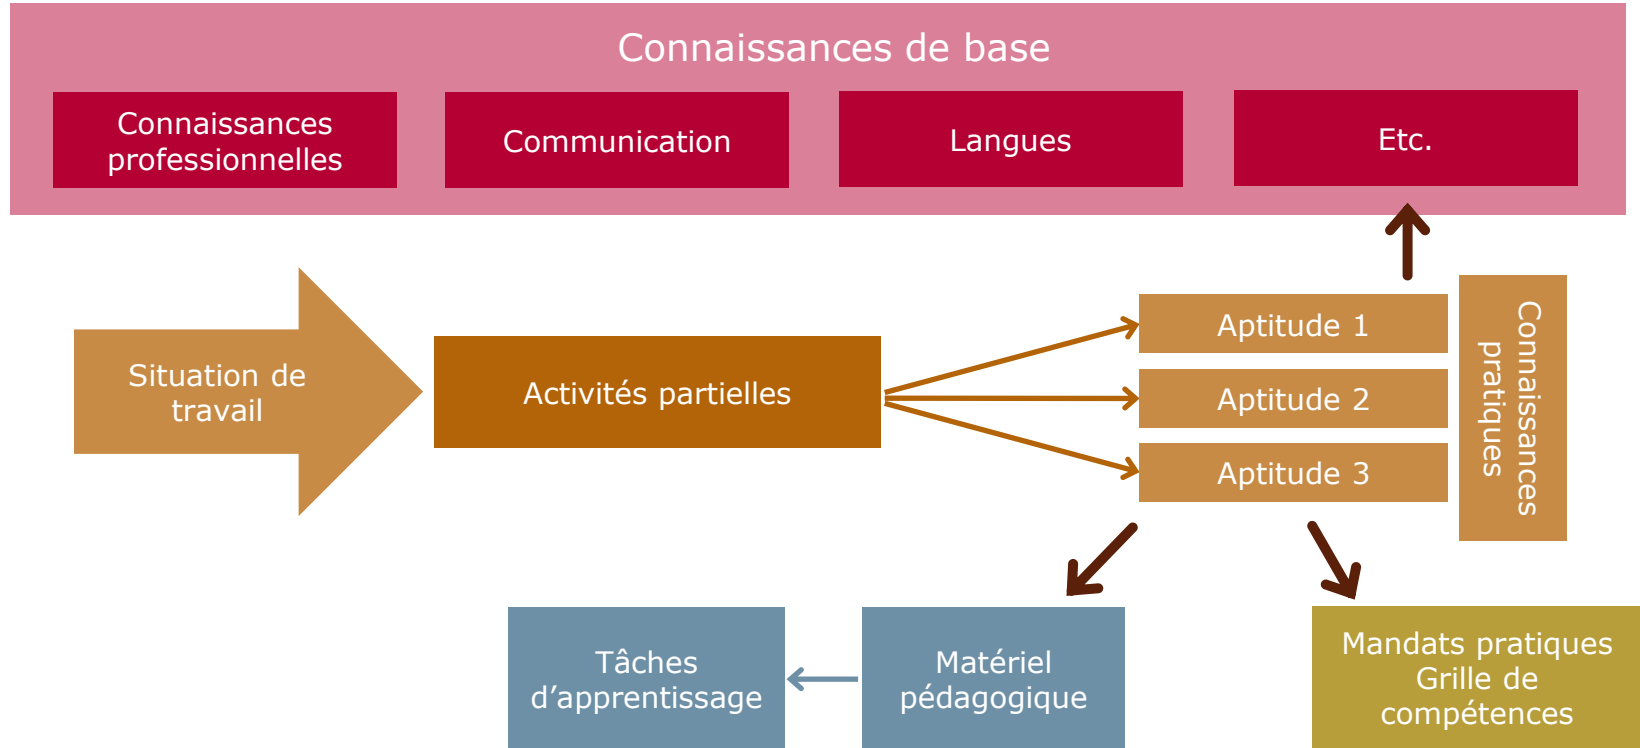 Connaissances de base
Connaissances
professionnelles
Communication
Langues
Etc.
Situation de
travail
Activités partielles
Aptitude 1
Aptitude 2
Aptitude 3
Connaissances
pratiques
Tâches
d'apprentissage
Matériel
pédagogique
Mandats pratiques
Grille de
compétences